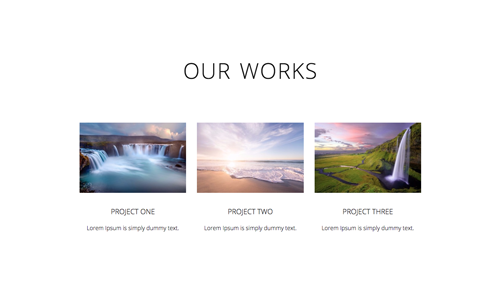 OUR WORKS
PROJECT ONE
Lorem Ipsum is simply dummy text.
PROJECT TWO
Lorem Ipsum is simply dummy text.
PROJECT THREE
Lorem Ipsum is simply dummy text.